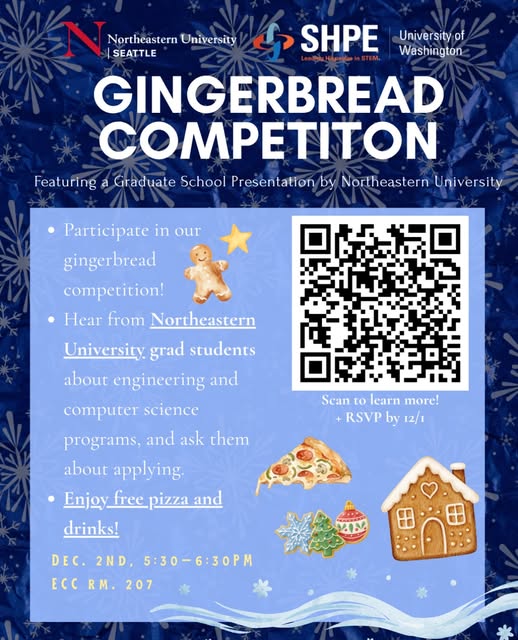 N Northeastern University
SEATTLE
SHPE
Leading Hispanics in STEM.
University of
Washington
GINGERBREAD
COMPETITON
Featuring a Graduate School Presentation by Northeastern University
• Participate in our
gingerbread
competition!
• Hear from Northeastern
University grad students
about engineering and
computer science
programs, and ask them
about applying.
• Enjoy free pizza and
drinks!
DEC. 2ND, 5:30–6:30PM
ECC RM. 207
Scan to learn more!
+ RSVP by 12/1